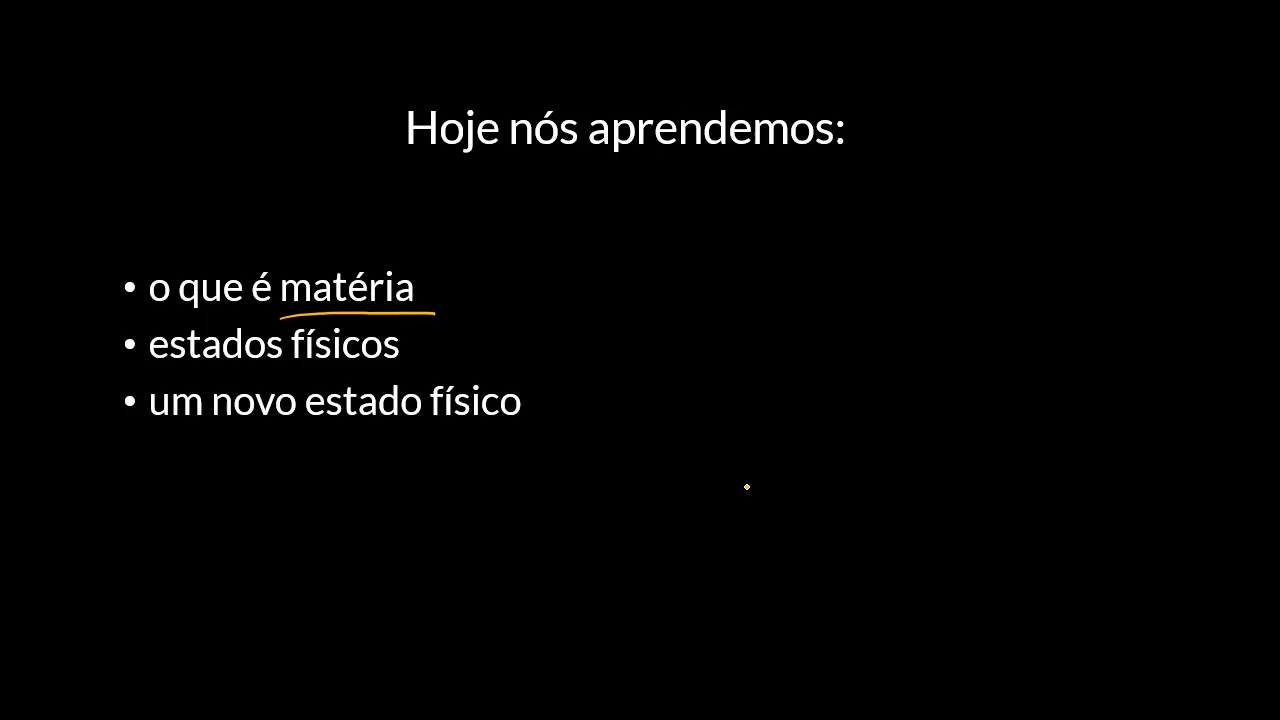 Hoje nós aprendemos:
• o que é matéria
• estados físicos
• um novo estado físico